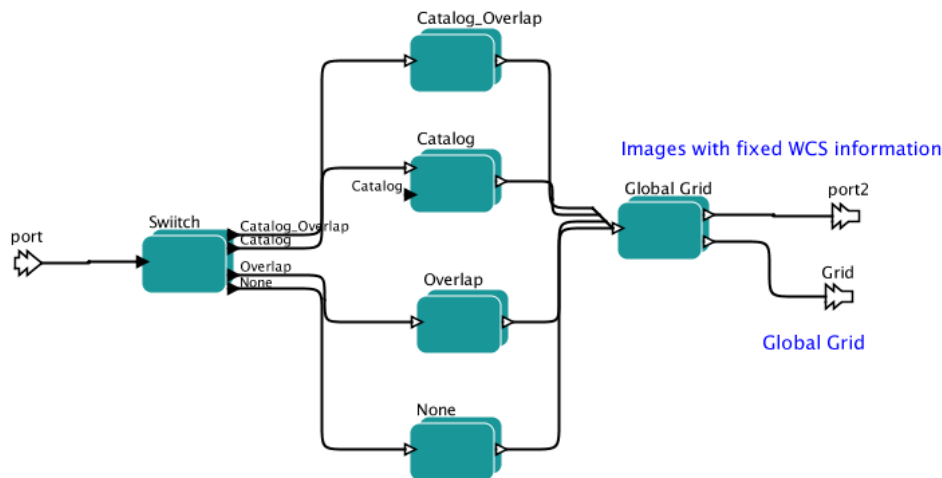 Catalog_Overlap
Catalog
Catalog
Images with fixed WCS information
Global Grid
port2
Swiitch
Catalog_Overlap
Catalog
port
Overlap
None
Grid
Overlap
Global Grid
None